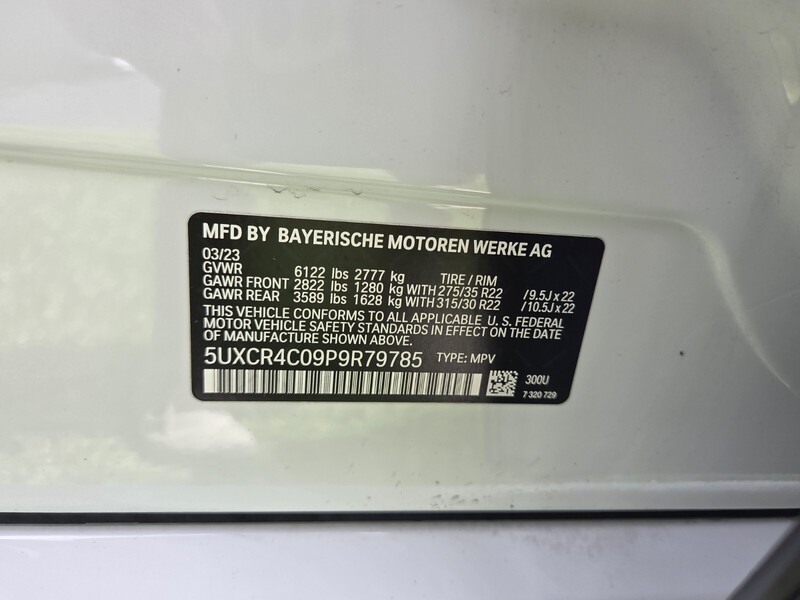 MFD BY BAYERISCHE MOTOREN WERKE AG
03/23
GVWR 6122 lbs 2777 kg TIRE / RIM
GAWR FRONT 2822 lbs 1280 kg WITH 275/35 R22 / 9.5J x 22
GAWR REAR 3589 lbs 1628 kg WITH 315/30 R22 / 10.5J x 22
THIS VEHICLE CONFORMS TO ALL APPLICABLE U. S. FEDERAL
MOTOR VEHICLE SAFETY STANDARDS IN EFFECT ON THE DATE
OF MANUFACTURE SHOWN ABOVE.
5UXCR4C09P9R79785 TYPE: MPV
300U
7 320 729